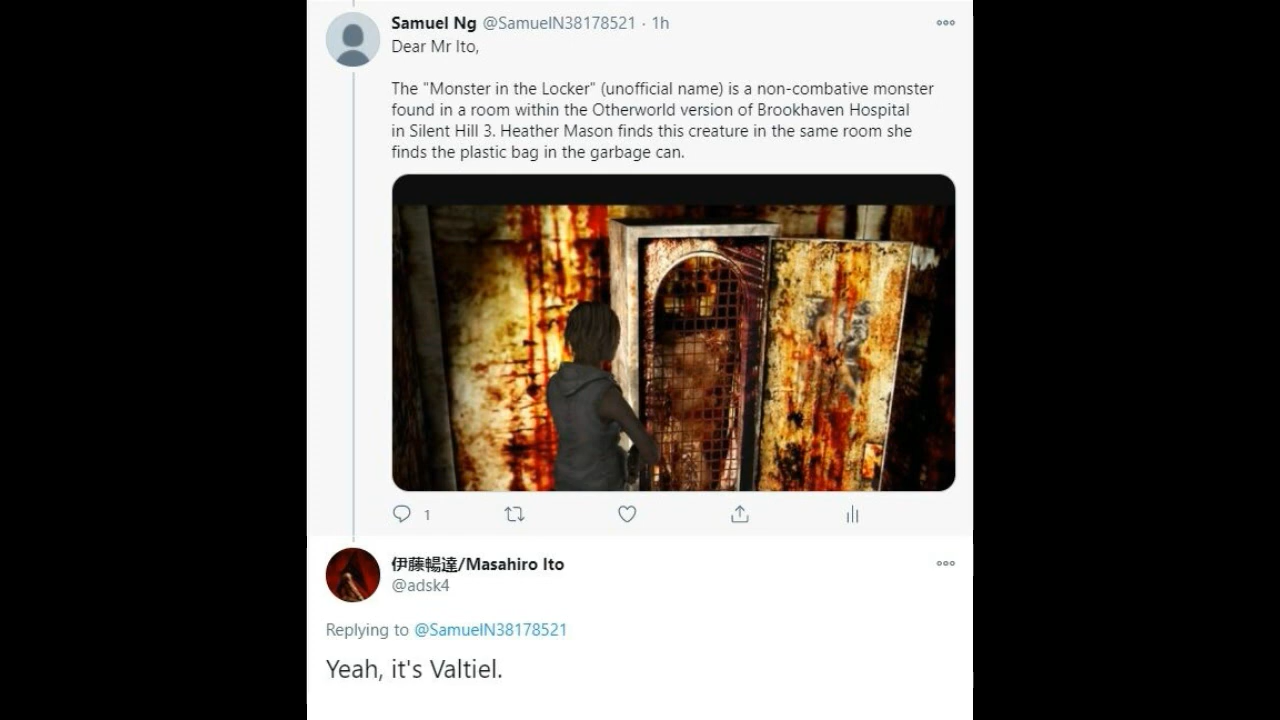 Samuel Ng @SamuelN38178521 · 1h
Dear Mr Ito,
The "Monster in the Locker" (unofficial name) is a non-combative monster
found in a room within the Otherworld version of Brookhaven Hospital
in Silent Hill 3. Heather Mason finds this creature in the same room she
finds the plastic bag in the garbage can.
1
伊藤暢達/Masahiro Ito
@adsk4
Replying to @SamuelN38178521
Yeah, it's Valtiel.